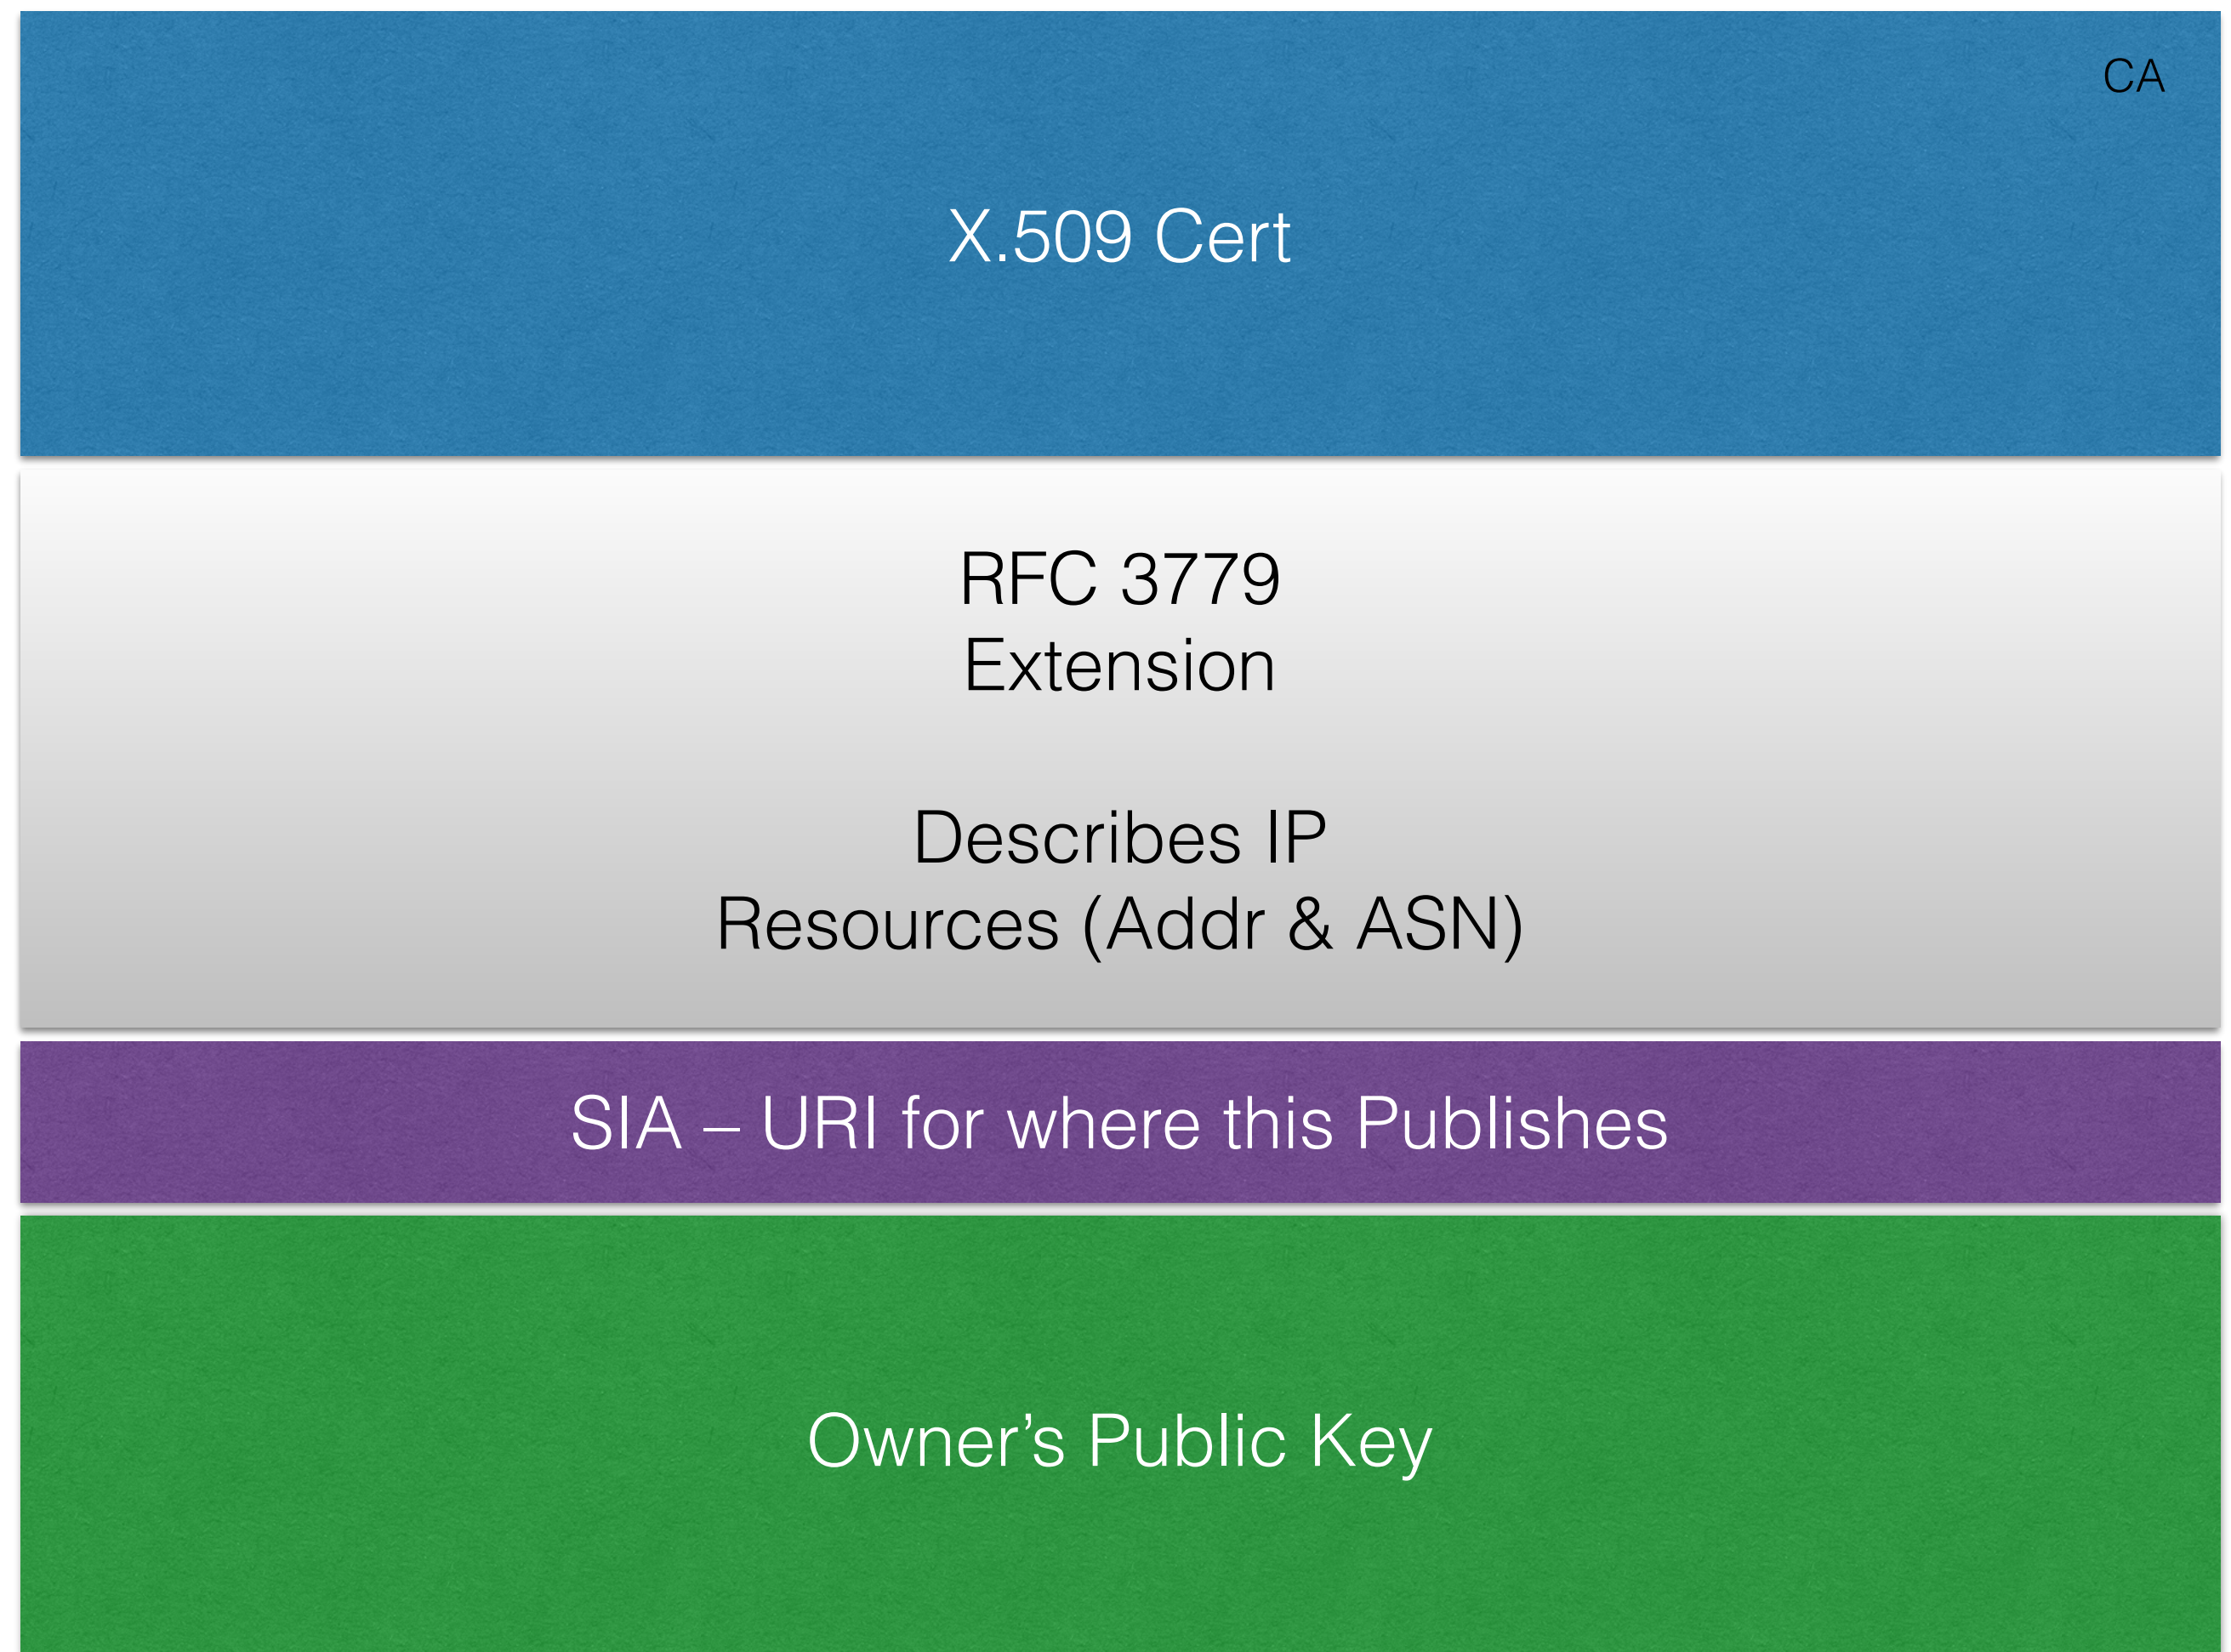 CA
X.509 Cert
RFC 3779
Extension
Describes IP
Resources (Addr & ASN)
SIA – URI for where this Publishes
Owner’s Public Key